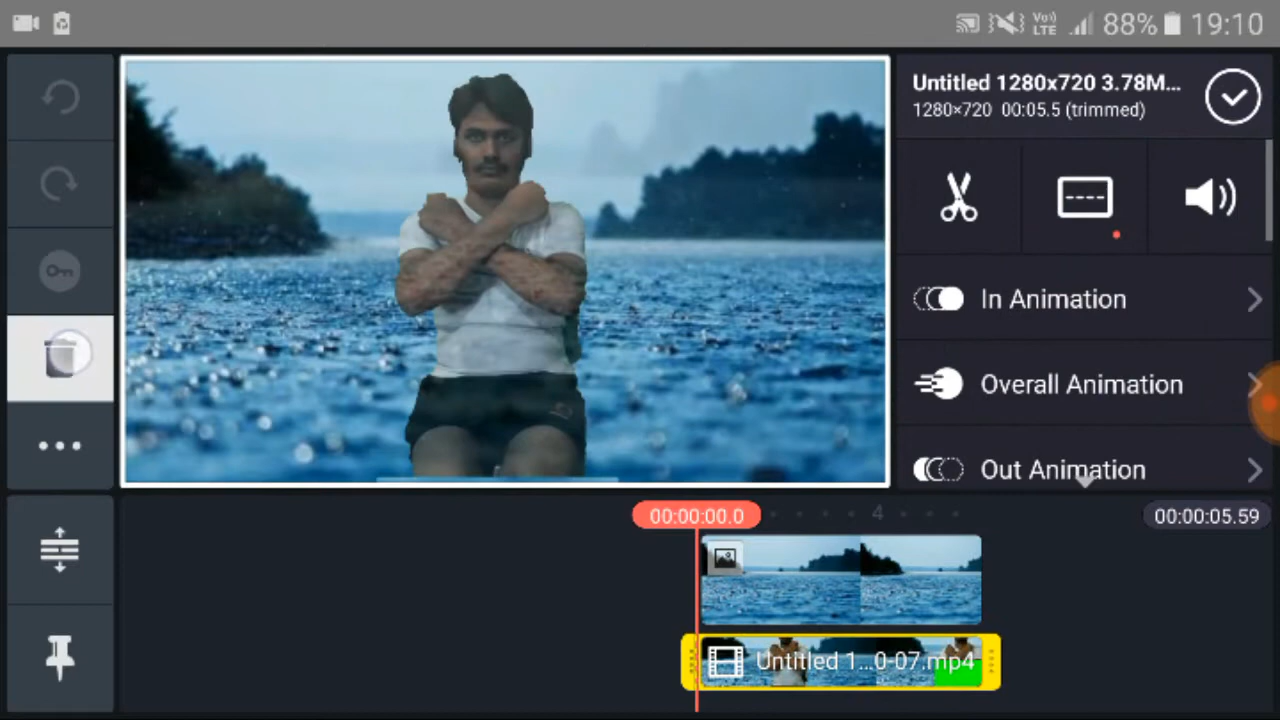 Vo))
LTE
88%
19:10
Untitled 1280x720 3.78M...
1280×720 00:05.5 (trimmed)
In Animation
Overall Animation
Out Animation
00:00:00.0
4
00:00:05.59
Untitled 1...0-07.mp4